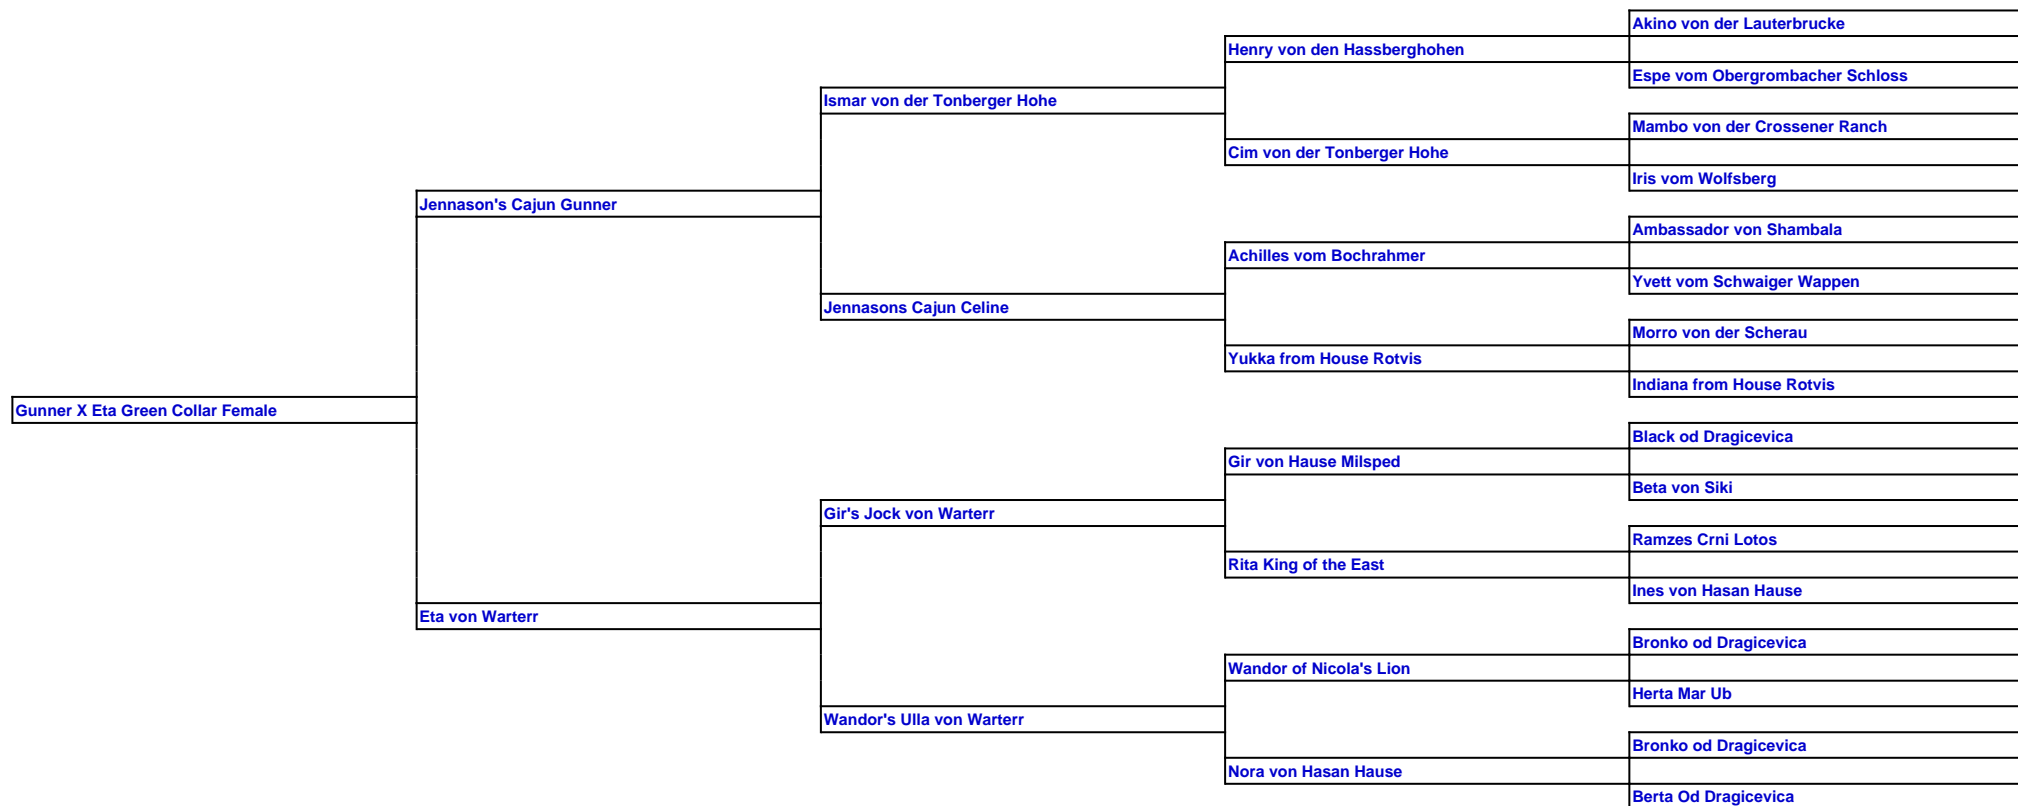 Akino von der Lauterbrucke
Henry von den Hassberghohen
Espe vom Obergrombacher Schloss
Ismar von der Tonberger Hohe
Mambo von der Crossener Ranch
Cim von der Tonberger Hohe
Iris vom Wolfsberg
Jennason's Cajun Gunner
Ambassador von Shambala
Achilles vom Bochrahmer
Yvett vom Schwaiger Wappen
Jennasons Cajun Celine
Morro von der Scherau
Yukka from House Rotvis
Indiana from House Rotvis
Gunner X Eta Green Collar Female
Black od Dragicevica
Gir von Hause Milsped
Beta von Siki
Gir's Jock von Warterr
Ramzes Crni Lotos
Rita King of the East
Ines von Hasan Hause
Eta von Warterr
Bronko od Dragicevica
Wandor of Nicola's Lion
Herta Mar Ub
Wandor's Ulla von Warterr
Bronko od Dragicevica
Nora von Hasan Hause
Berta Od Dragicevica